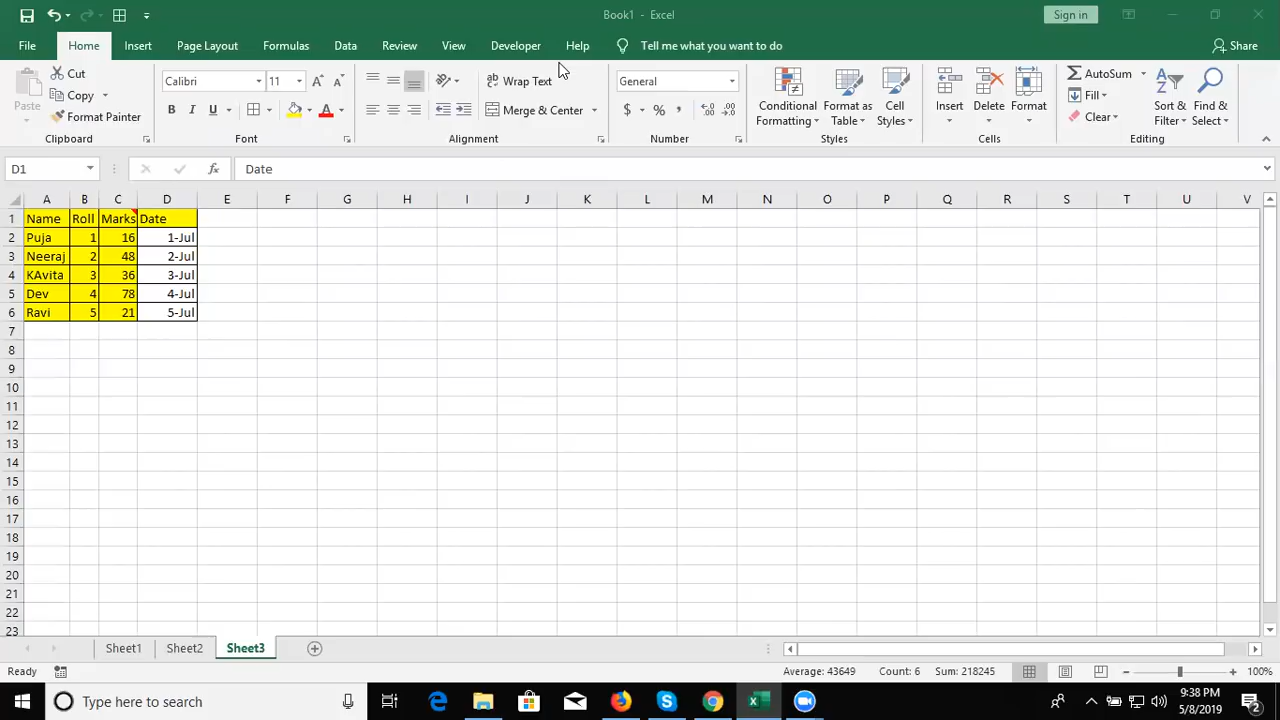 Book1 - Excel
Sign in
File Home Insert Page Layout Formulas Data Review View Developer Help Tell me what you want to do Share
Paste
Cut
Copy
Format Painter
Clipboard
Calibri 11
B I U
A
Font
ab Wrap Text
Merge & Center
Alignment
General
$ % ,
Number
Conditional Formatting
Format as Table
Cell Styles
Styles
Insert
Delete
Format
Cells
AutoSum
Fill
Clear
Sort & Filter
Find & Select
Editing
D1 fx Date
A B C D E F G H I J K L M N O P Q R S T U V
1 Name Roll Marks Date
2 Puja 1 16 1-Jul
3 Neeraj 2 48 2-Jul
4 KAvita 3 36 3-Jul
5 Dev 4 78 4-Jul
6 Ravi 5 21 5-Jul
7
8
9
10
11
12
13
14
15
16
17
18
19
20
21
22
23
Sheet1 Sheet2 Sheet3
Ready Average: 43649 Count: 6 Sum: 218245 100%
Type here to search
9:38 PM
5/8/2019
2